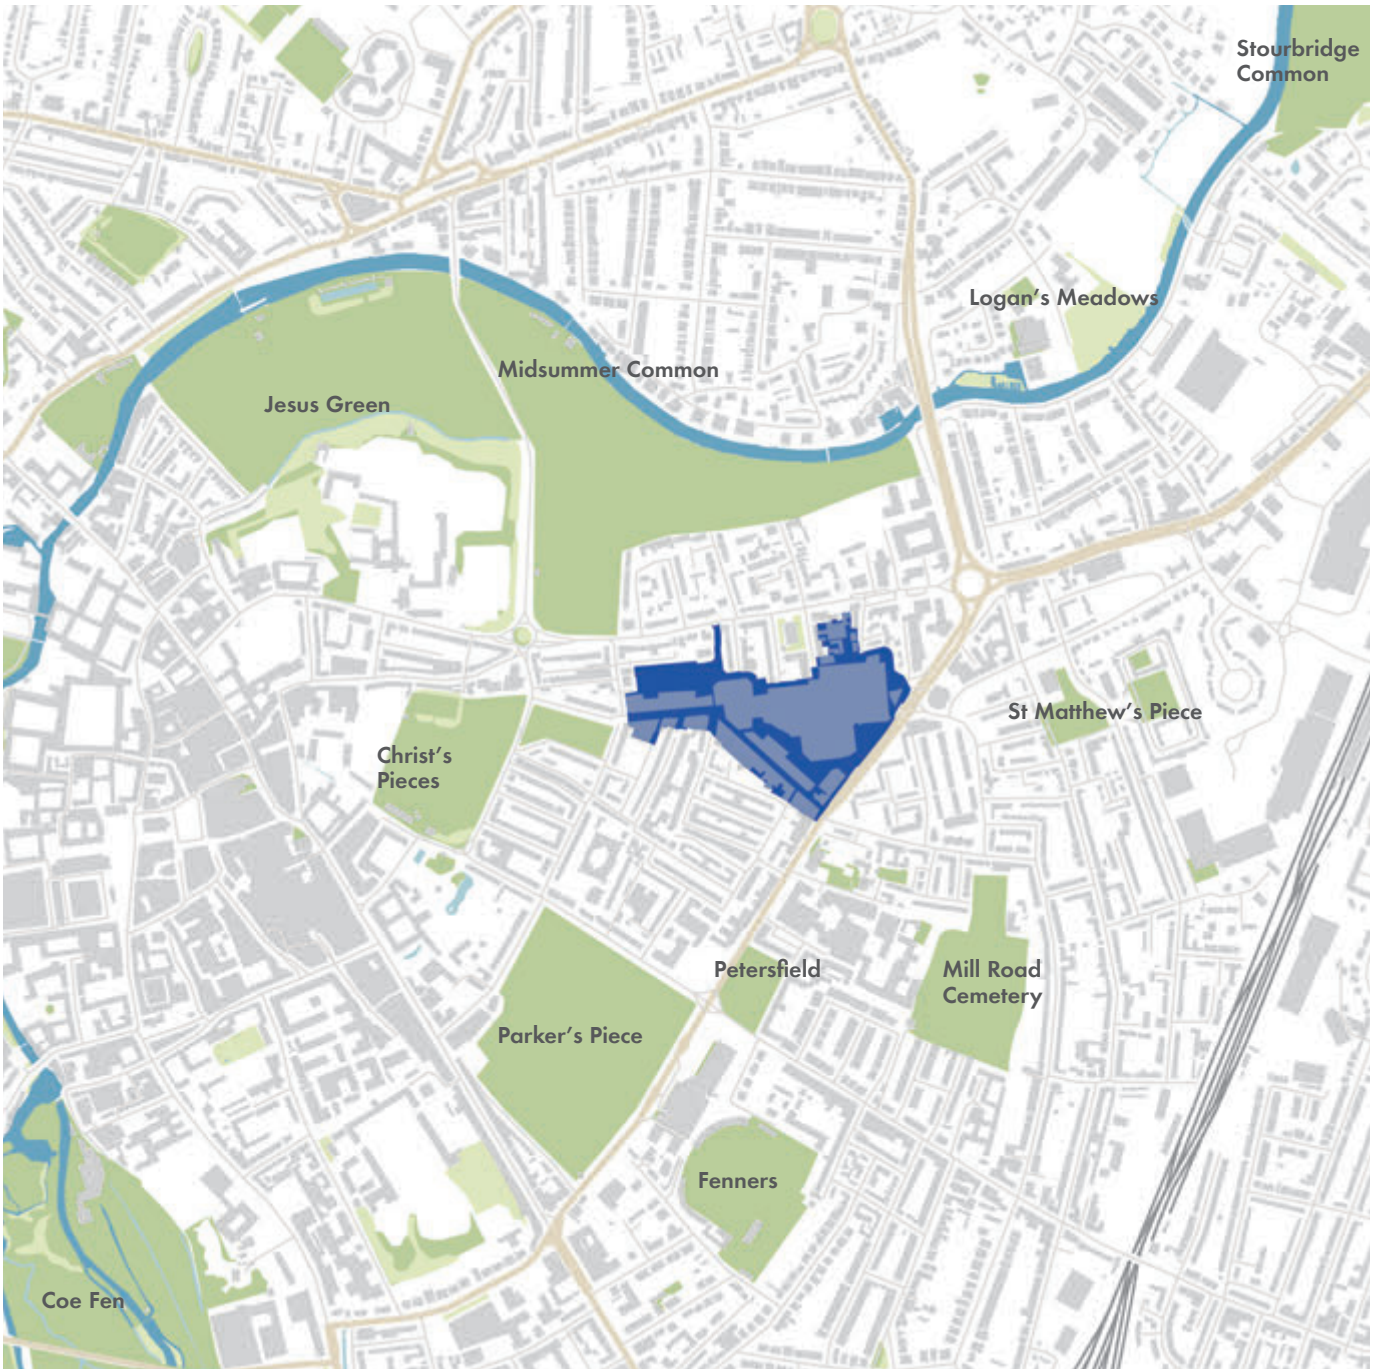 Stourbridge
Common
Logan's Meadows
Midsummer Common
Jesus Green
St Matthew's Piece
Christ's
Pieces
Petersfield
Mill Road
Cemetery
Parker's Piece
Fenners
Coe Fen